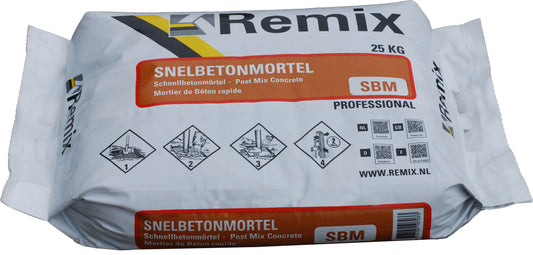 Remix
25 KG
SNELBETONMORTEL
Schnellbetonmörtel - Post Mix Concrete
Mortier de Béton rapide
SBM
PROFESSIONAL
NL GB
D F
1 2 3 4
WWW.REMIX.NL
Remix
SNELBETONMORTEL
Schnellbetonmörtel - Post Mix Concrete
Mortier de Béton rapide
SBM